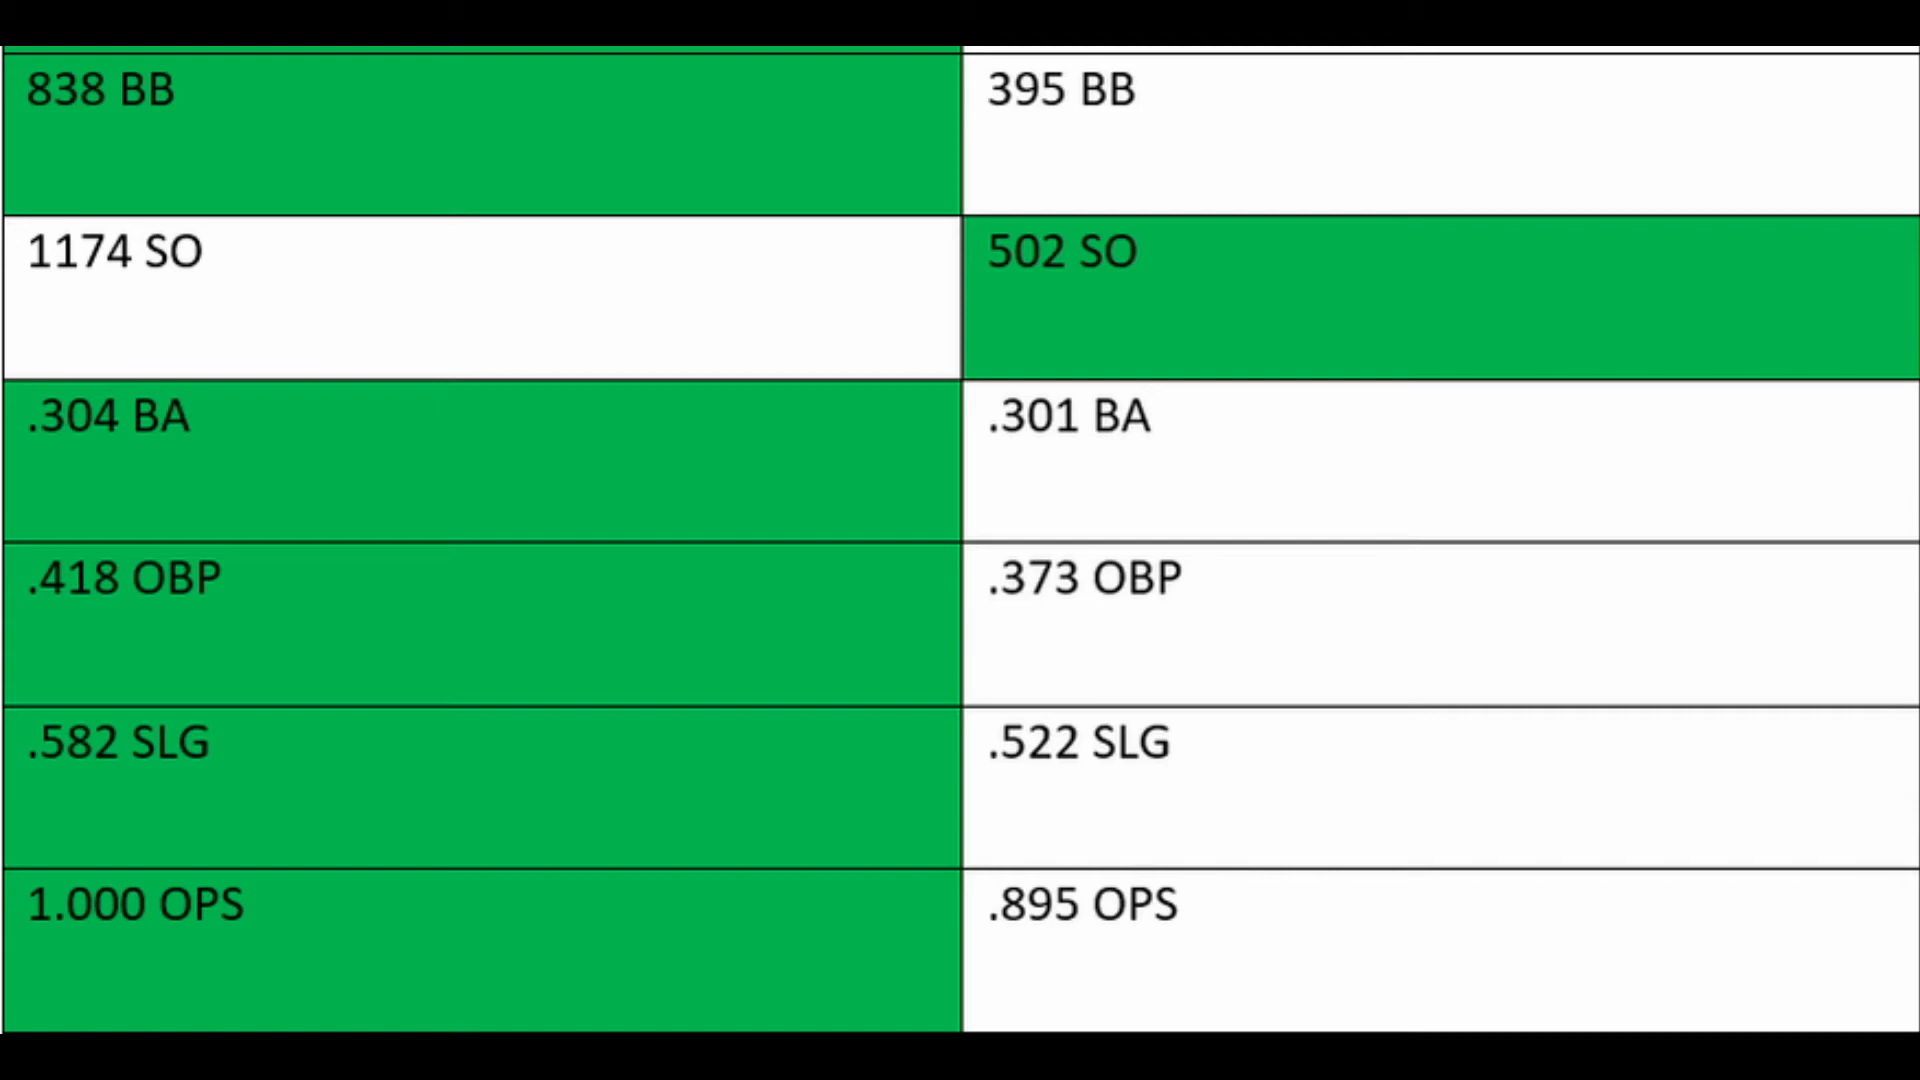 838 BB
395 BB
1174 SO
502 SO
.304 BA
.301 BA
.418 OBP
.373 OBP
.582 SLG
.522 SLG
1.000 OPS
.895 OPS